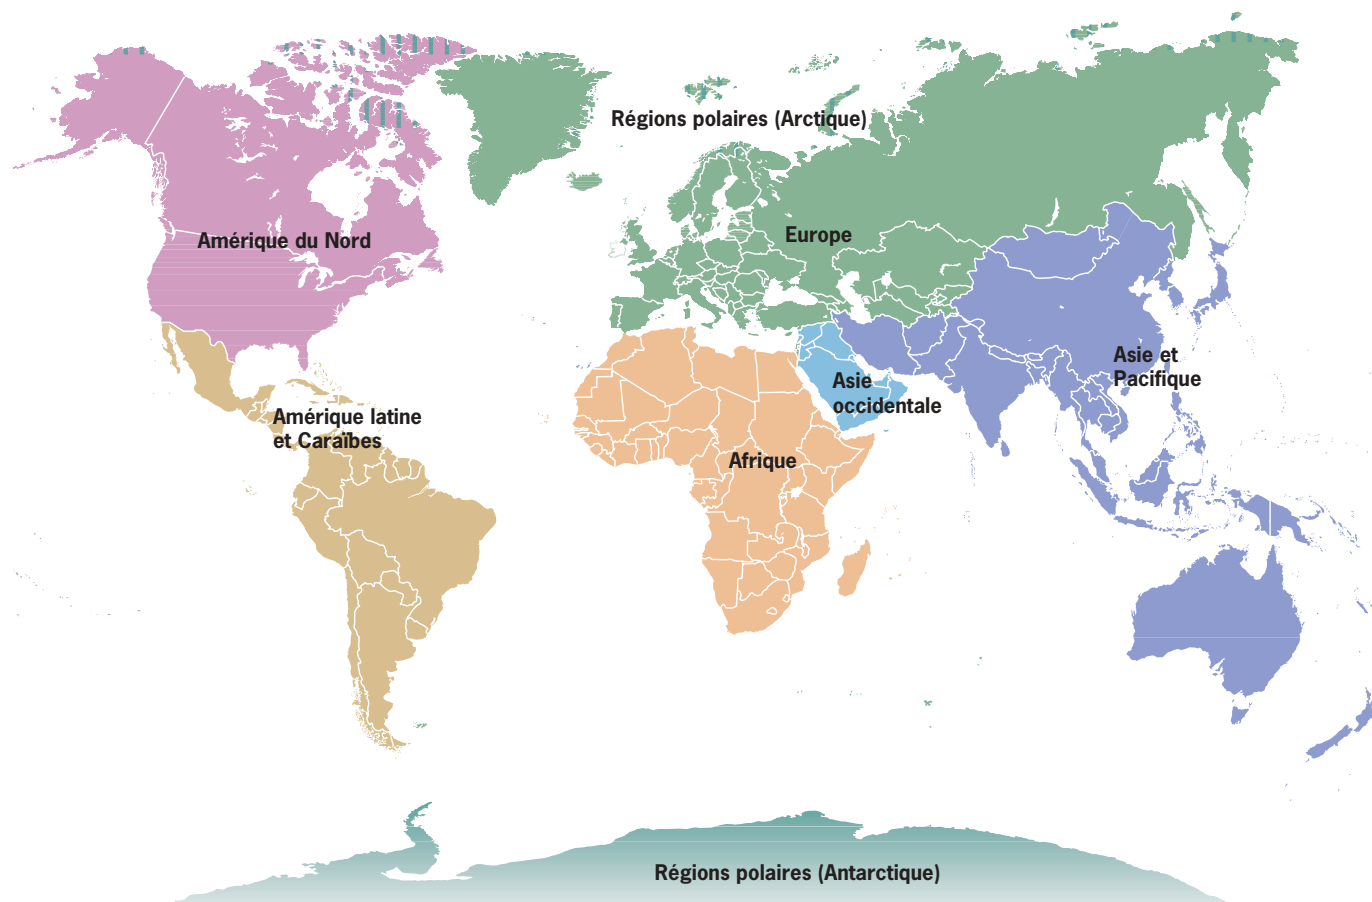 Régions polaires (Arctique)
Amérique du Nord
Europe
Asie et
Pacifique
Asie
occidentale
Amérique latine
et Caraïbes
Afrique
Régions polaires (Antarctique)